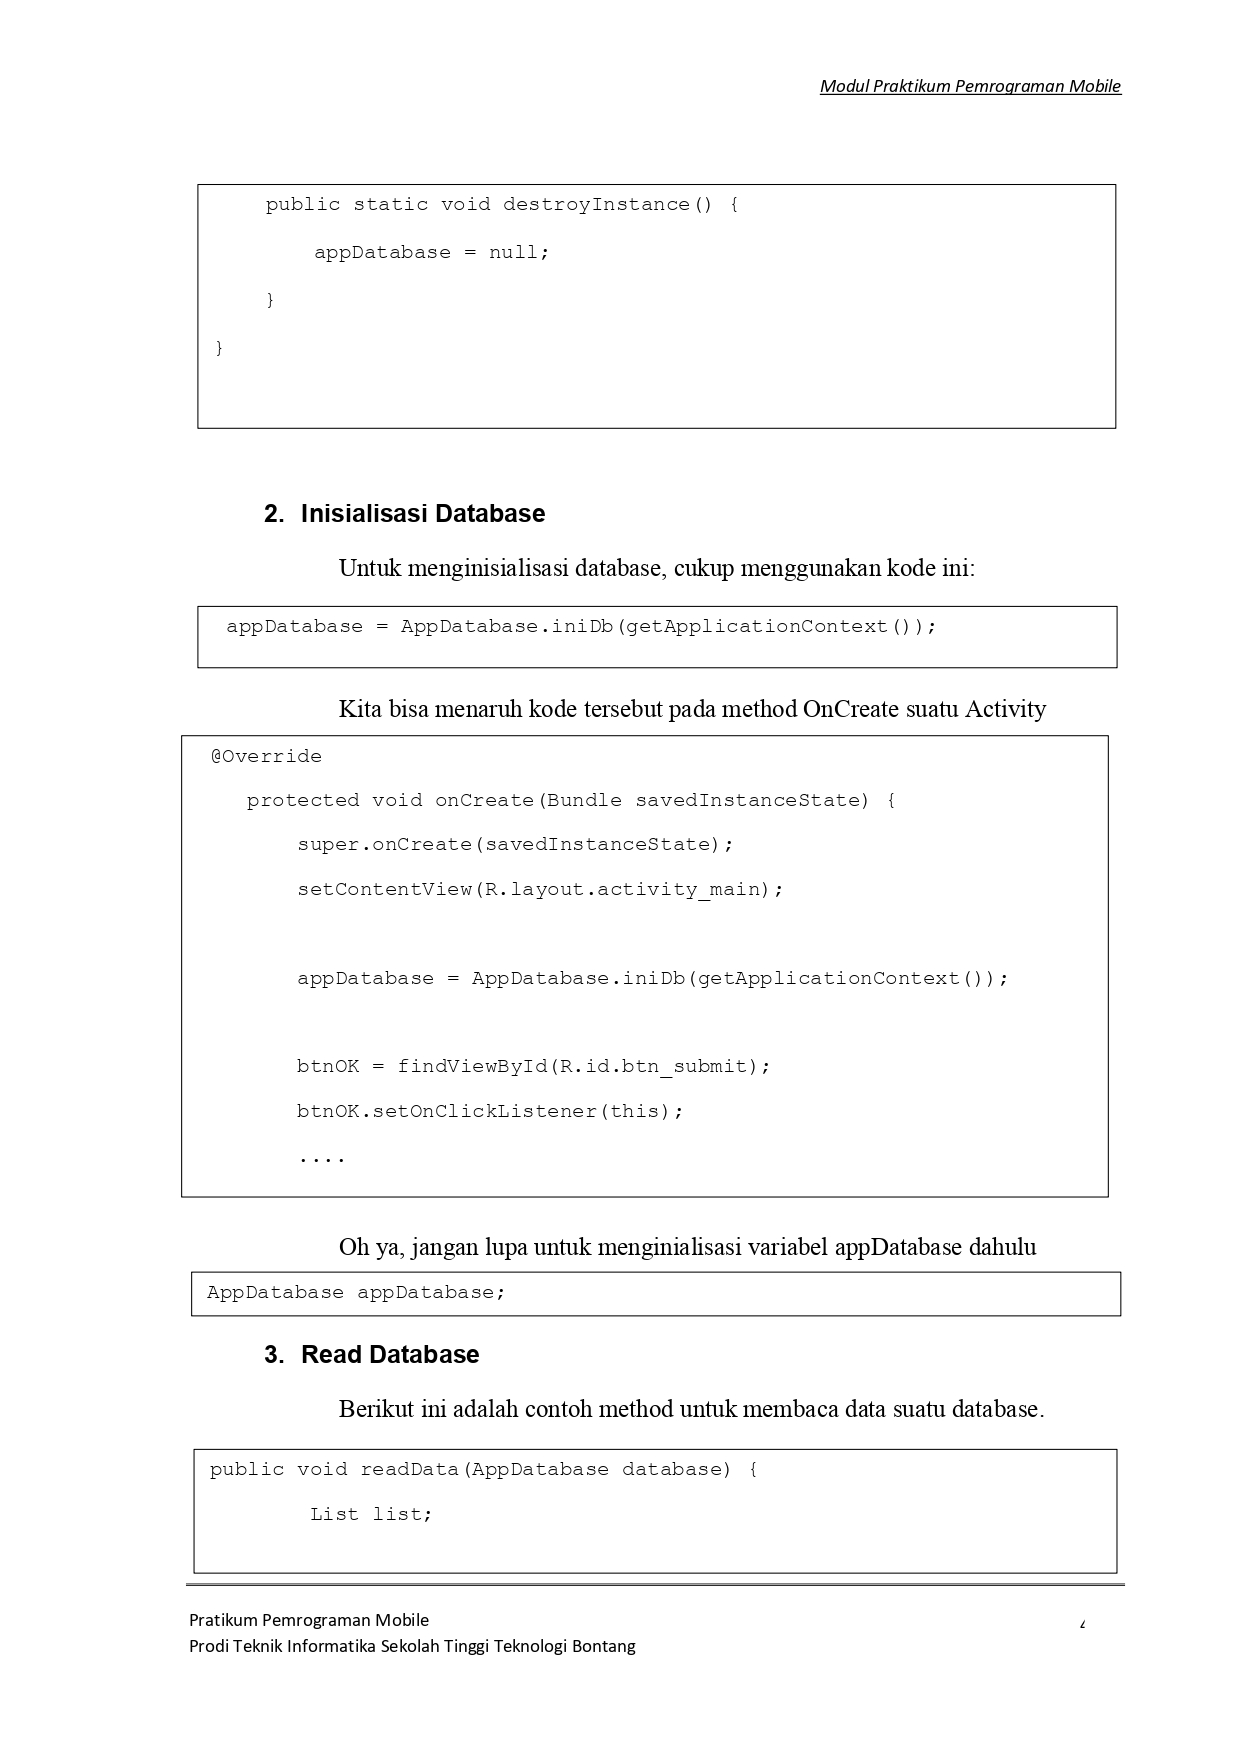 Modul Praktikum Pemrograman Mobile
public static void destroyInstance() {
appDatabase = null;
}
}
2. Inisialisasi Database
Untuk menginisialisasi database, cukup menggunakan kode ini:
appDatabase = AppDatabase.iniDb(getApplicationContext());
Kita bisa menaruh kode tersebut pada method OnCreate suatu Activity
@Override
protected void onCreate(Bundle savedInstanceState) {
super.onCreate(savedInstanceState);
setContentView(R.layout.activity_main);
appDatabase = AppDatabase.iniDb(getApplicationContext());
btnOK = findViewById(R.id.btn_submit);
btnOK.setOnClickListener(this);
....
Oh ya, jangan lupa untuk menginialisasi variabel appDatabase dahulu
AppDatabase appDatabase;
3. Read Database
Berikut ini adalah contoh method untuk membaca data suatu database.
public void readData(AppDatabase database) {
List list;
Pratikum Pemrograman Mobile
Prodi Teknik Informatika Sekolah Tinggi Teknologi Bontang